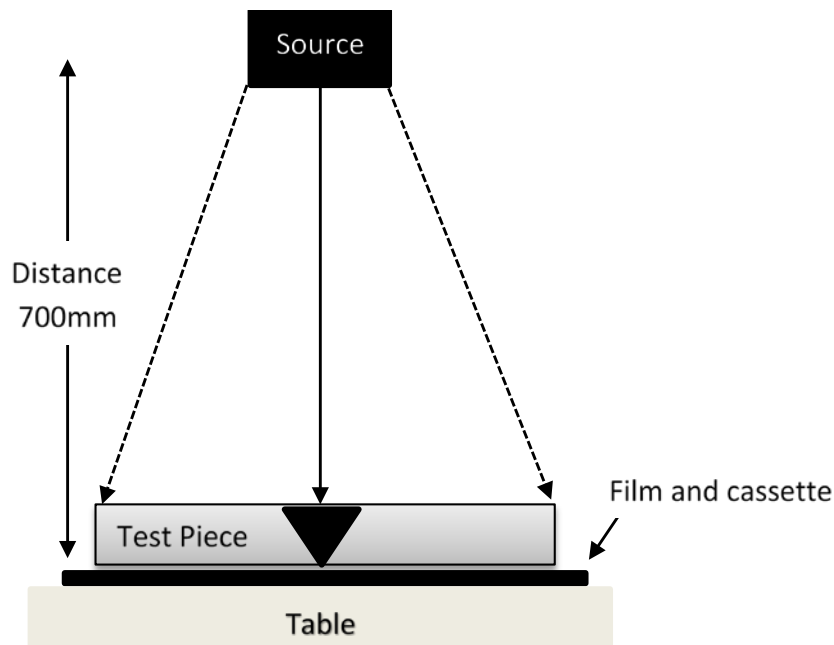 Source
Distance
700mm
Film and cassette
Test Piece
Table